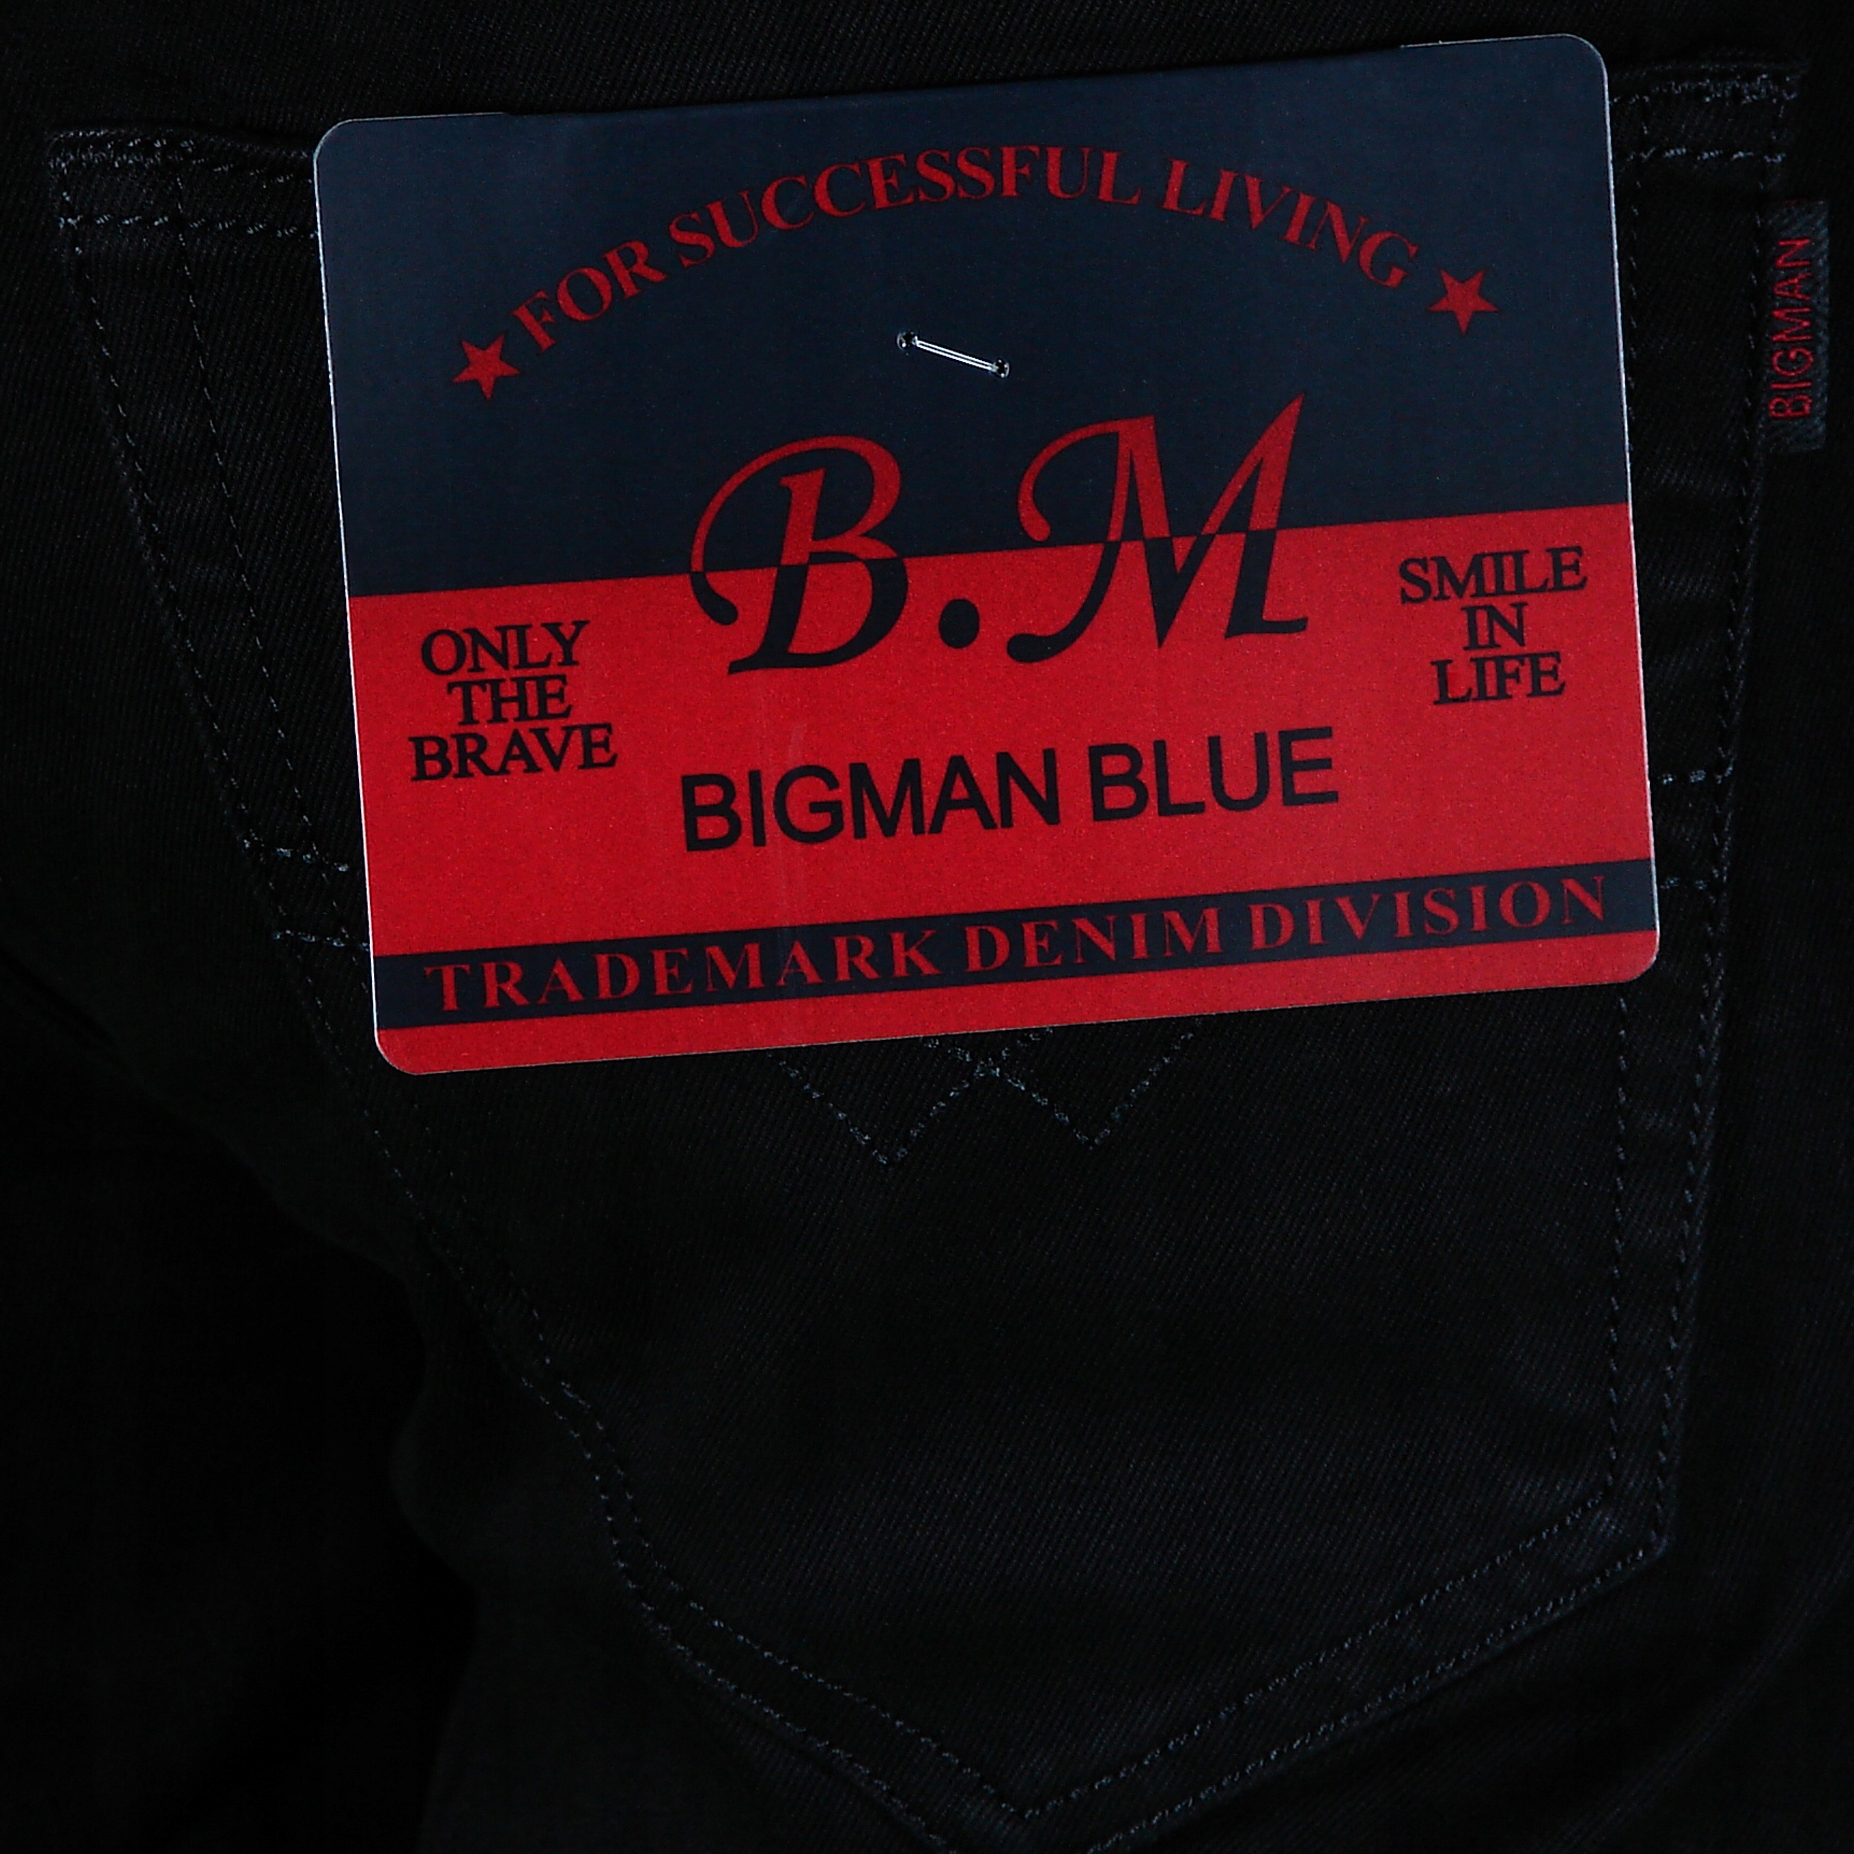 ★ FOR SUCCESSFUL LIVING ★
B.M
ONLY
THE
BRAVE
SMILE
IN
LIFE
BIGMAN BLUE
TRADEMARK DENIM DIVISION
BIGMAN